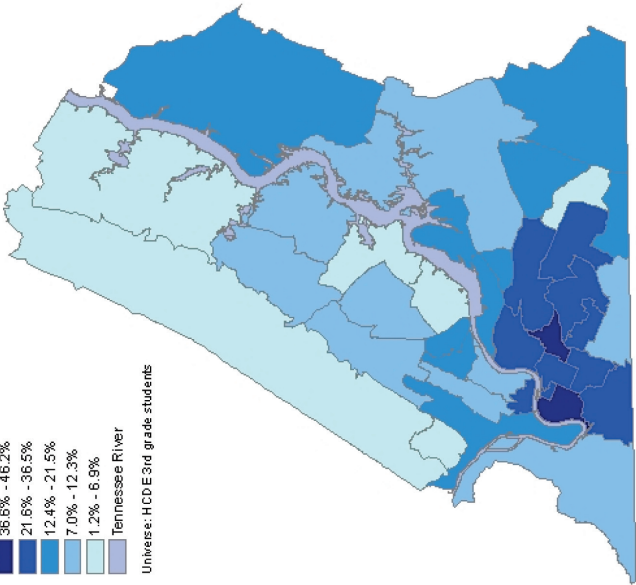 36.6% - 46.2%
21.6% - 36.5%
12.4% - 21.5%
7.0% - 12.3%
1.2% - 6.9%
Tennessee River
Universe: HCDE 3rd grade students